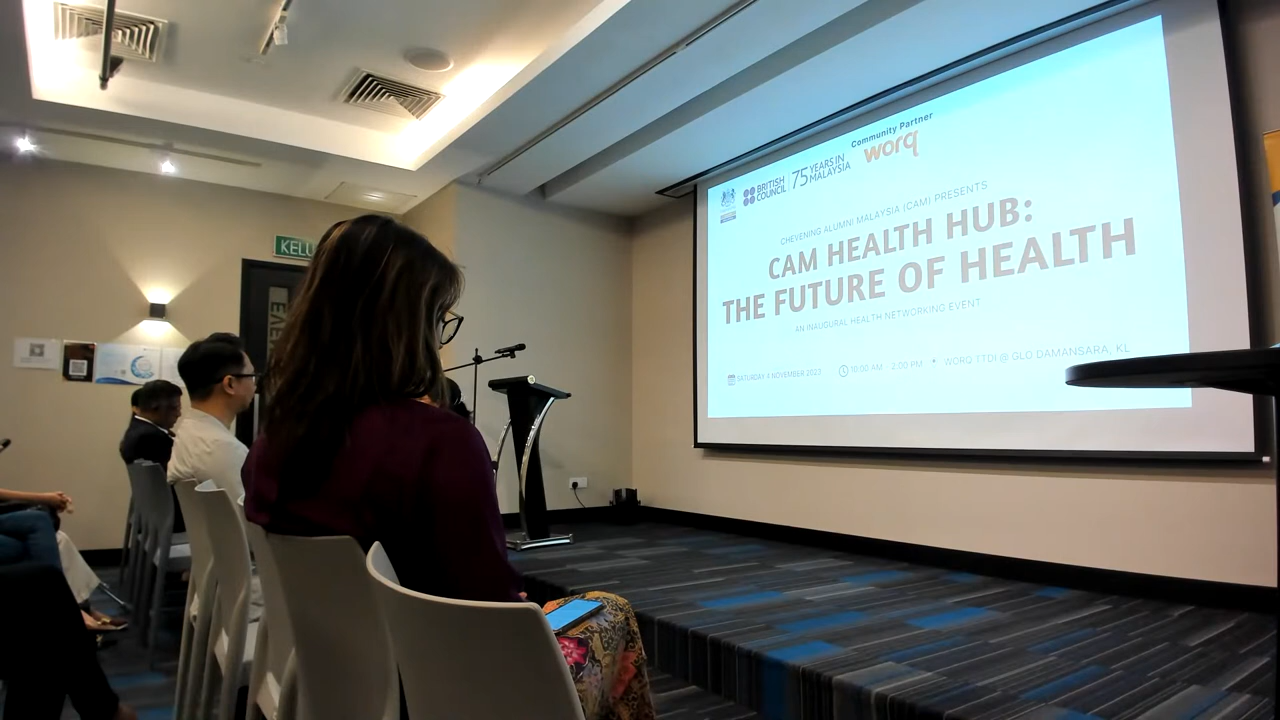 Community Partner
worq
BRITISH
COUNCIL
75 YEARS IN
MALAYSIA
CHEVENING ALUMNI MALAYSIA (CAM) PRESENTS
CAM HEALTH HUB:
THE FUTURE OF HEALTH
AN INAUGURAL HEALTH NETWORKING EVENT
SATURDAY 4 NOVEMBER 2023
10:00 AM - 2:00 PM
WORQ TTDI @ GLO DAMANSARA, KL
KELU